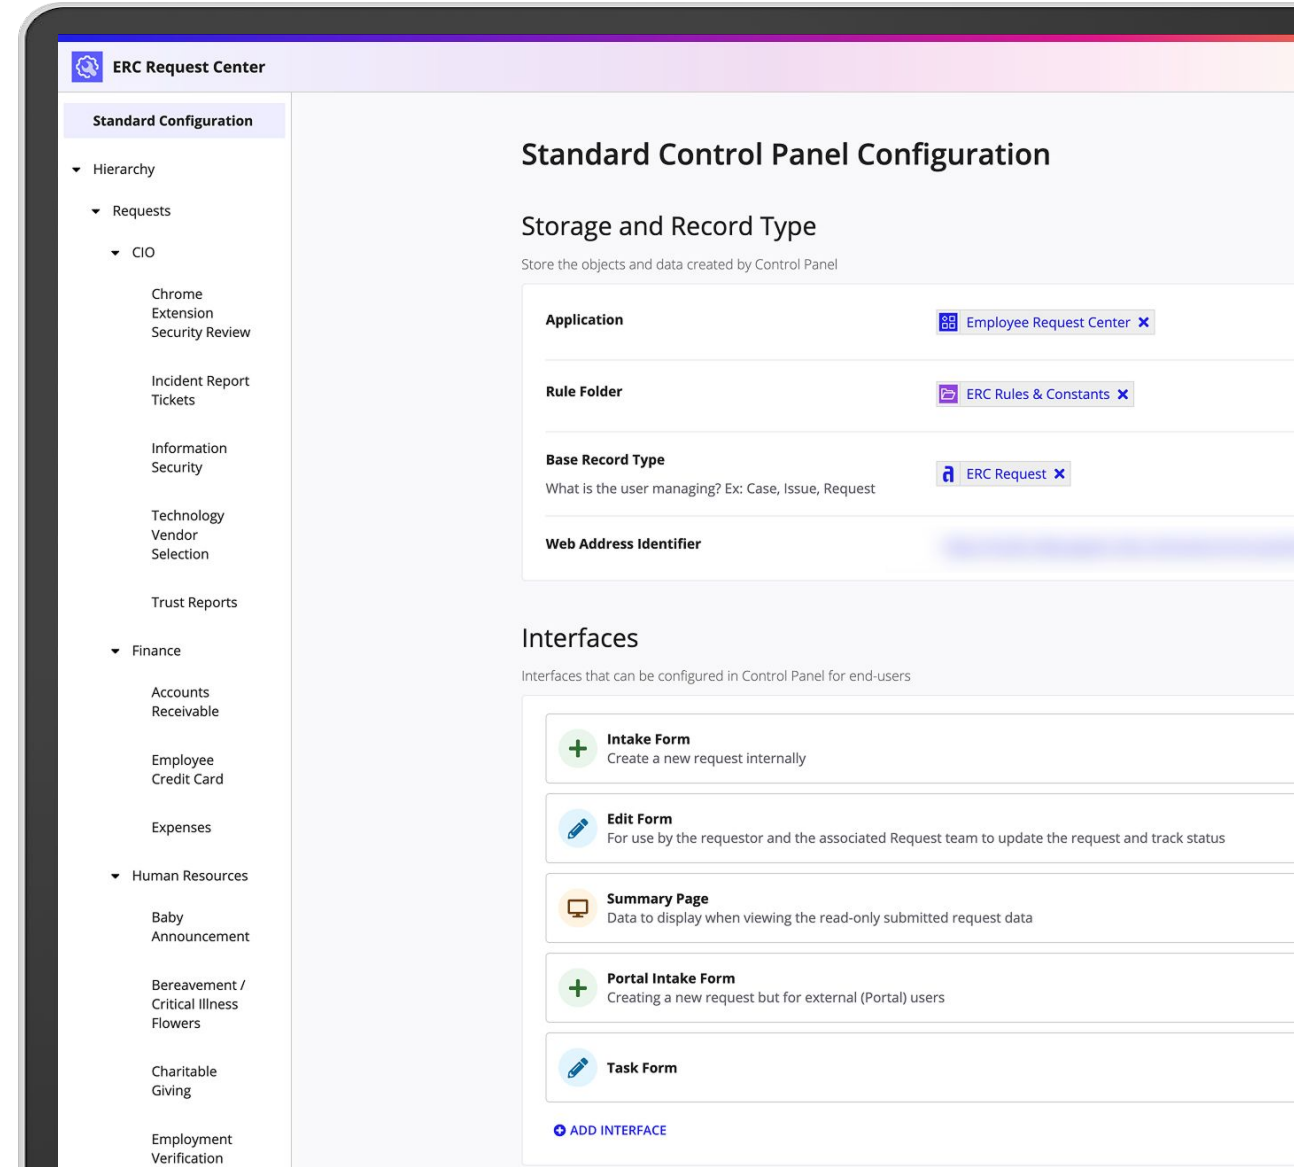 ERC Request Center
Standard Configuration
Hierarchy
Requests
CIO
Chrome
Extension
Security Review
Incident Report
Tickets
Information
Security
Technology
Vendor
Selection
Trust Reports
Finance
Accounts
Receivable
Employee
Credit Card
Expenses
Human Resources
Baby
Announcement
Bereavement /
Critical Illness
Flowers
Charitable
Giving
Employment
Verification
Standard Control Panel Configuration
Storage and Record Type
Store the objects and data created by Control Panel
Application
Employee Request Center
Rule Folder
ERC Rules & Constants
Base Record Type
What is the user managing? Ex: Case, Issue, Request
ERC Request
Web Address Identifier
Interfaces
Interfaces that can be configured in Control Panel for end-users
Intake Form
Create a new request internally
Edit Form
For use by the requestor and the associated Request team to update the request and track status
Summary Page
Data to display when viewing the read-only submitted request data
Portal Intake Form
Creating a new request but for external (Portal) users
Task Form
ADD INTERFACE